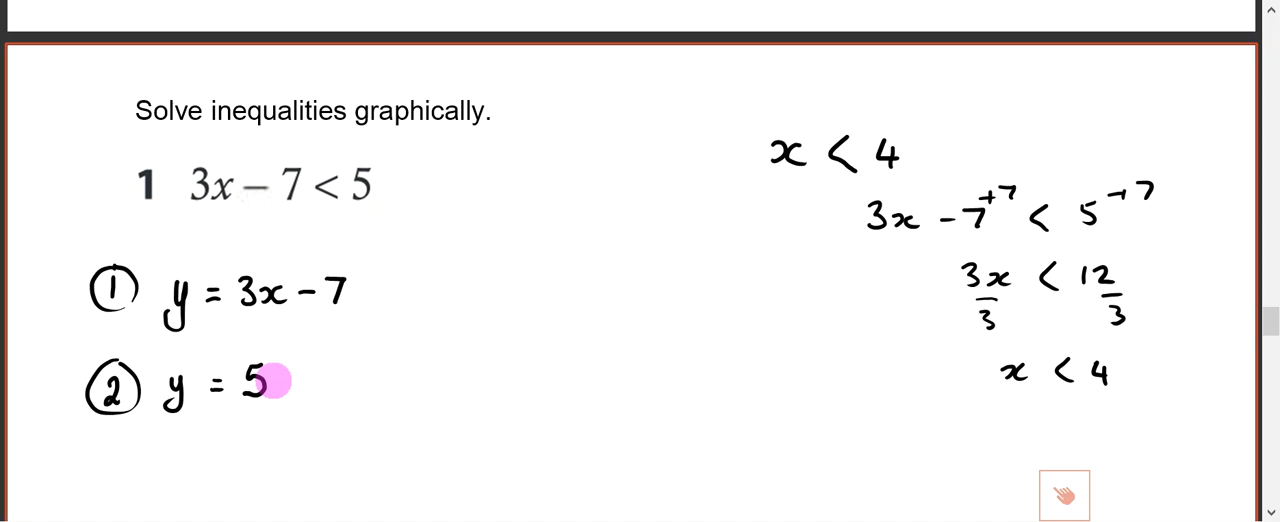 Solve inequalities graphically.
1 3x – 7 < 5
① y = 3x – 7
② y = 5
x < 4
3x – 7 +7 < 5 +7
3x/3 < 12/3
x < 4